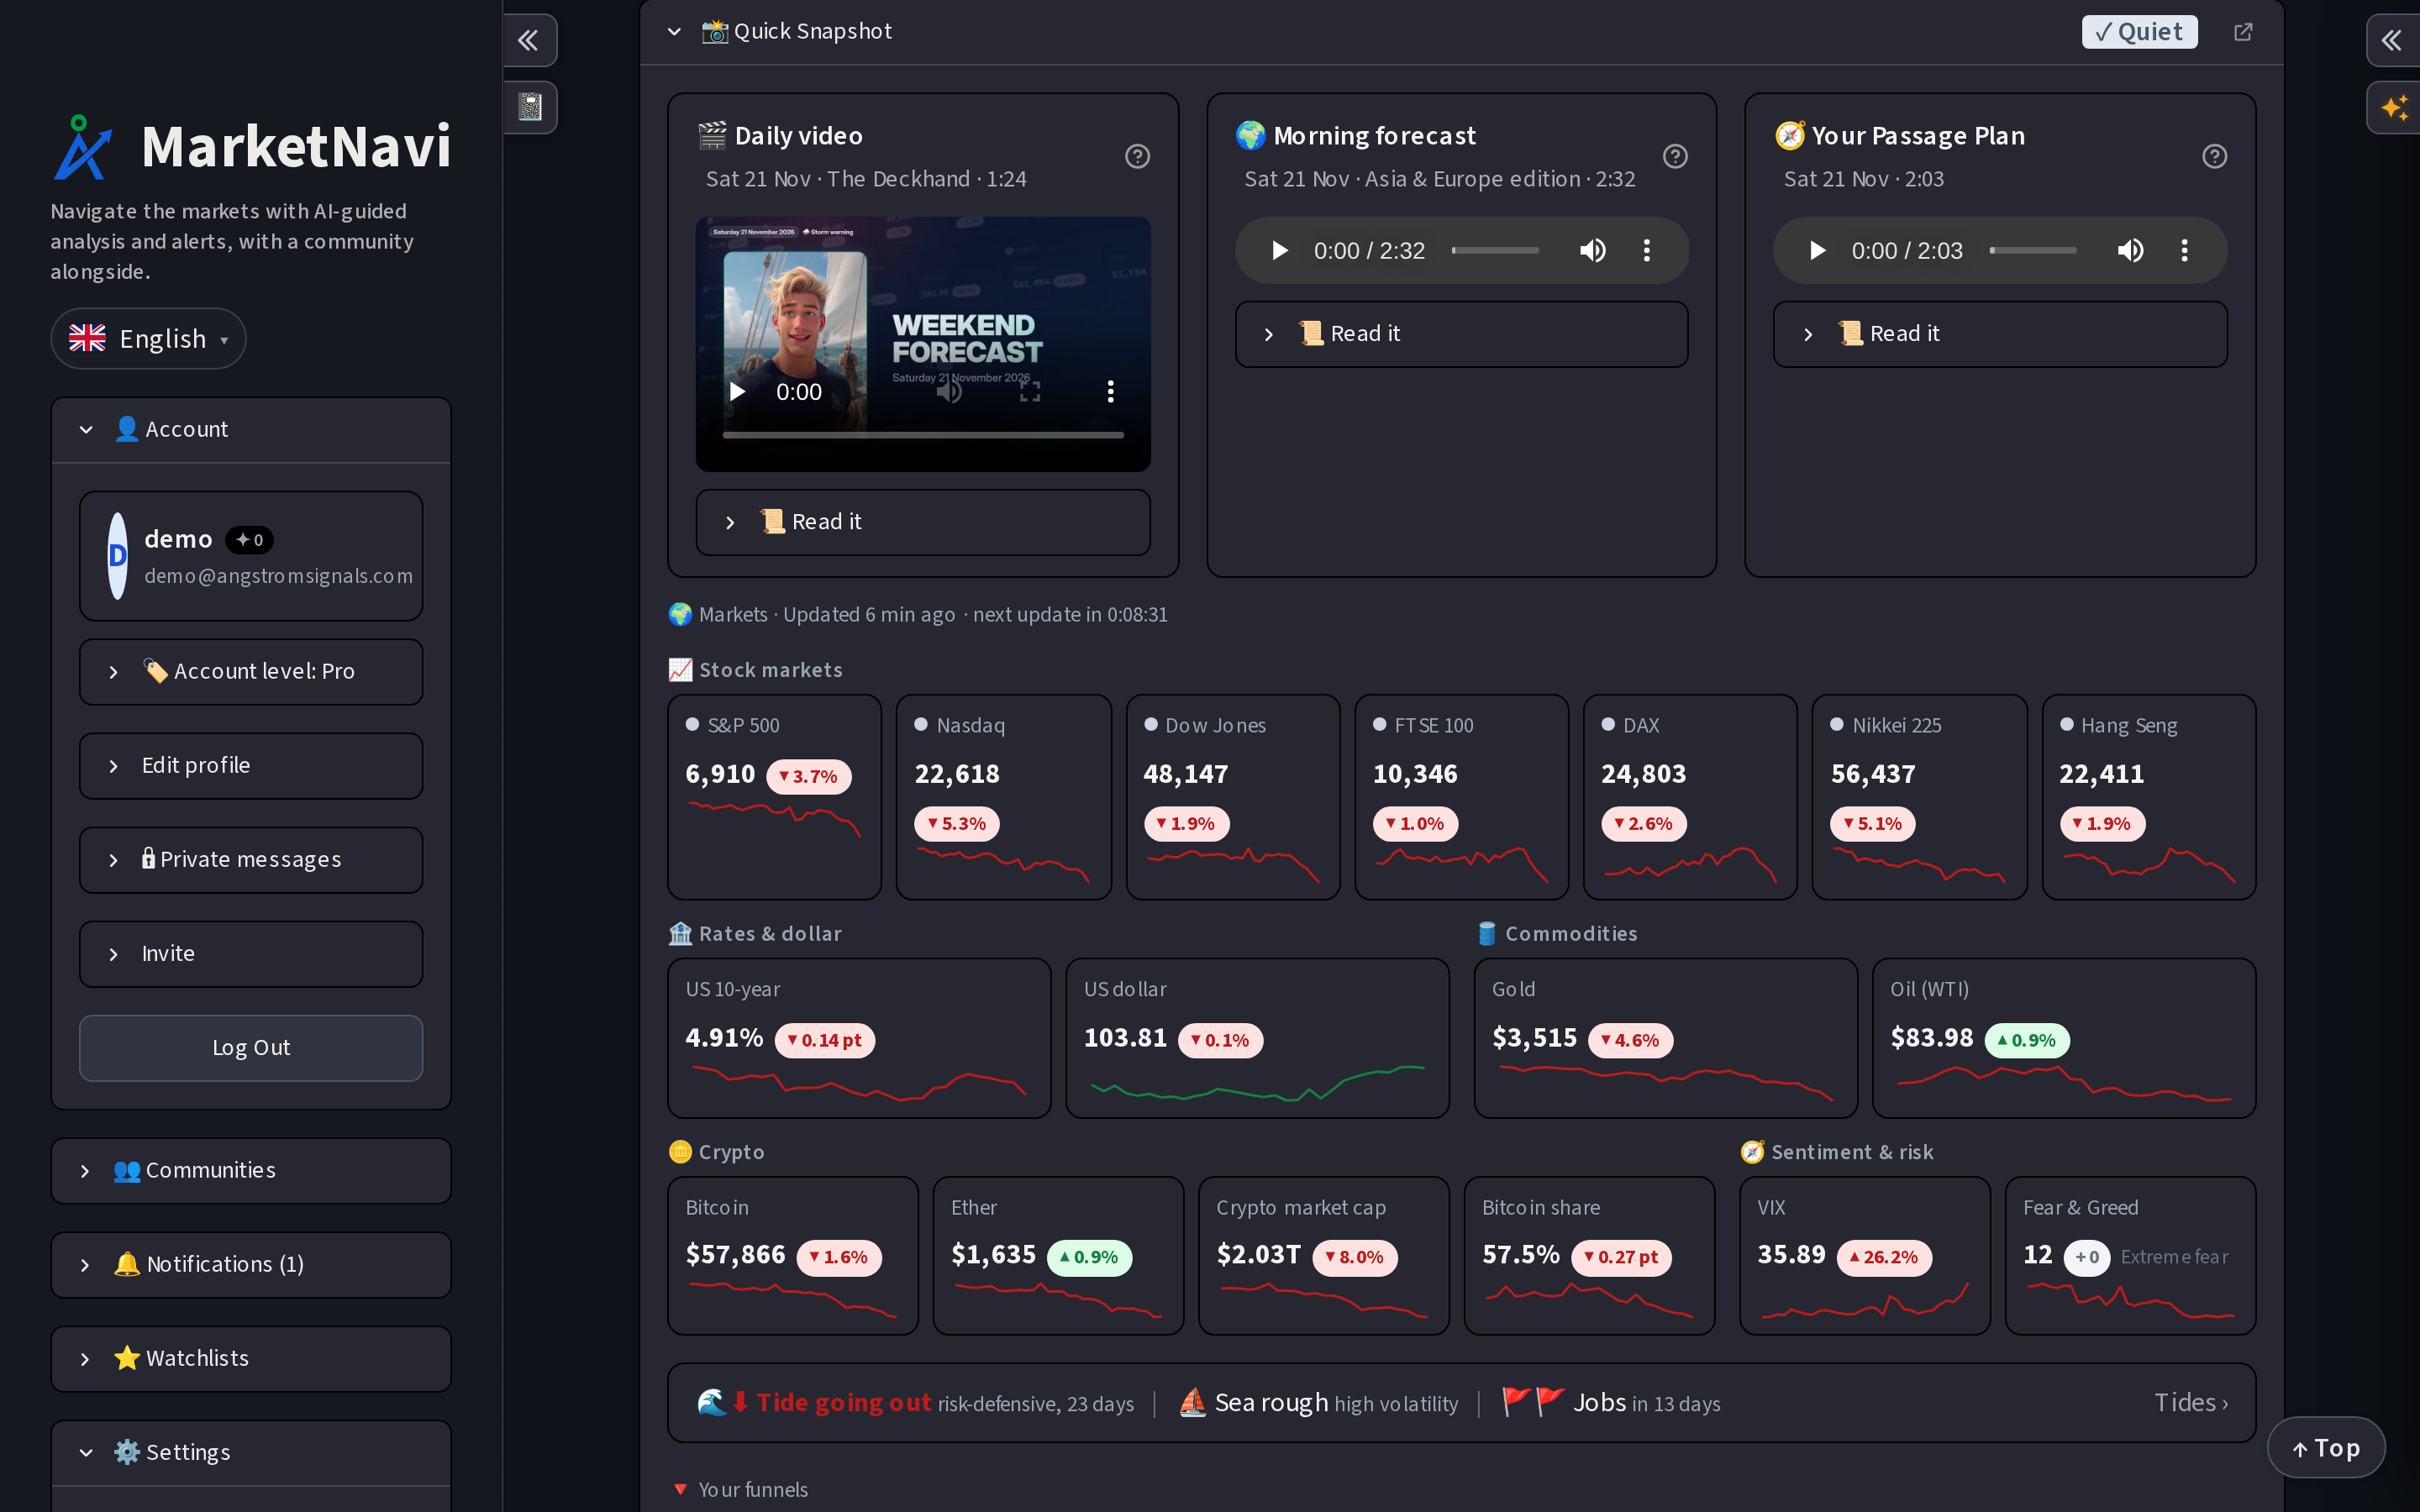 MarketNavi
Navigate the markets with AI-guided
analysis and alerts, with a community
alongside.
English ▾
👤 Account
D
demo
✦ 0
demo@angstromsignals.com
🏷️ Account level: Pro
Edit profile
🔒 Private messages
Invite
Log Out
👥 Communities
🔔 Notifications (1)
⭐ Watchlists
⚙️ Settings
📸 Quick Snapshot
✓ Quiet
🎬 Daily video
Sat 21 Nov · The Deckhand · 1:24
Saturday 21 November 2026
Storm warning
WEEKEND
FORECAST
Saturday 21 November 2026
0:00
📜 Read it
🌍 Morning forecast
Sat 21 Nov · Asia & Europe edition · 2:32
0:00 / 2:32
📜 Read it
🧭 Your Passage Plan
Sat 21 Nov · 2:03
0:00 / 2:03
📜 Read it
🌍 Markets · Updated 6 min ago · next update in 0:08:31
📈 Stock markets
S&P 500
6,910 ▼ 3.7%
Nasdaq
22,618
▼ 5.3%
Dow Jones
48,147
▼ 1.9%
FTSE 100
10,346
▼ 1.0%
DAX
24,803
▼ 2.6%
Nikkei 225
56,437
▼ 5.1%
Hang Seng
22,411
▼ 1.9%
🏦 Rates & dollar
US 10-year
4.91% ▼ 0.14 pt
US dollar
103.81 ▼ 0.1%
🛢️ Commodities
Gold
$3,515 ▼ 4.6%
Oil (WTI)
$83.98 ▲ 0.9%
🪙 Crypto
Bitcoin
$57,866 ▼ 1.6%
Ether
$1,635 ▲ 0.9%
Crypto market cap
$2.03T ▼ 8.0%
Bitcoin share
57.5% ▼ 0.27 pt
🧭 Sentiment & risk
VIX
35.89 ▲ 26.2%
Fear & Greed
12 +0 Extreme fear
🌊⬇ Tide going out risk-defensive, 23 days
⛵ Sea rough high volatility
🚩🚩 Jobs in 13 days
Tides ›
🔻 Your funnels
↑ Top